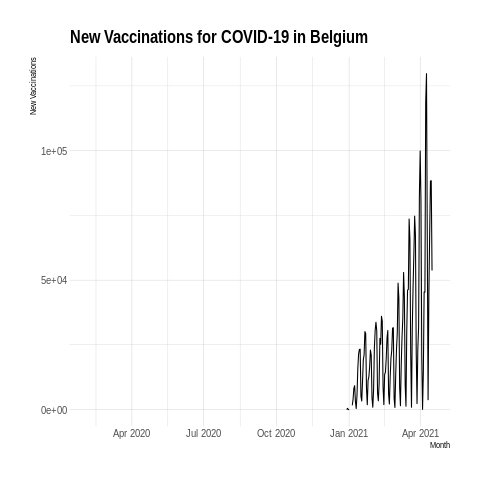 New Vaccinations for COVID-19 in Belgium
New Vaccinations
1e+05
5e+04
0e+00
Apr 2020 Jul 2020 Oct 2020 Jan 2021 Apr 2021
Month